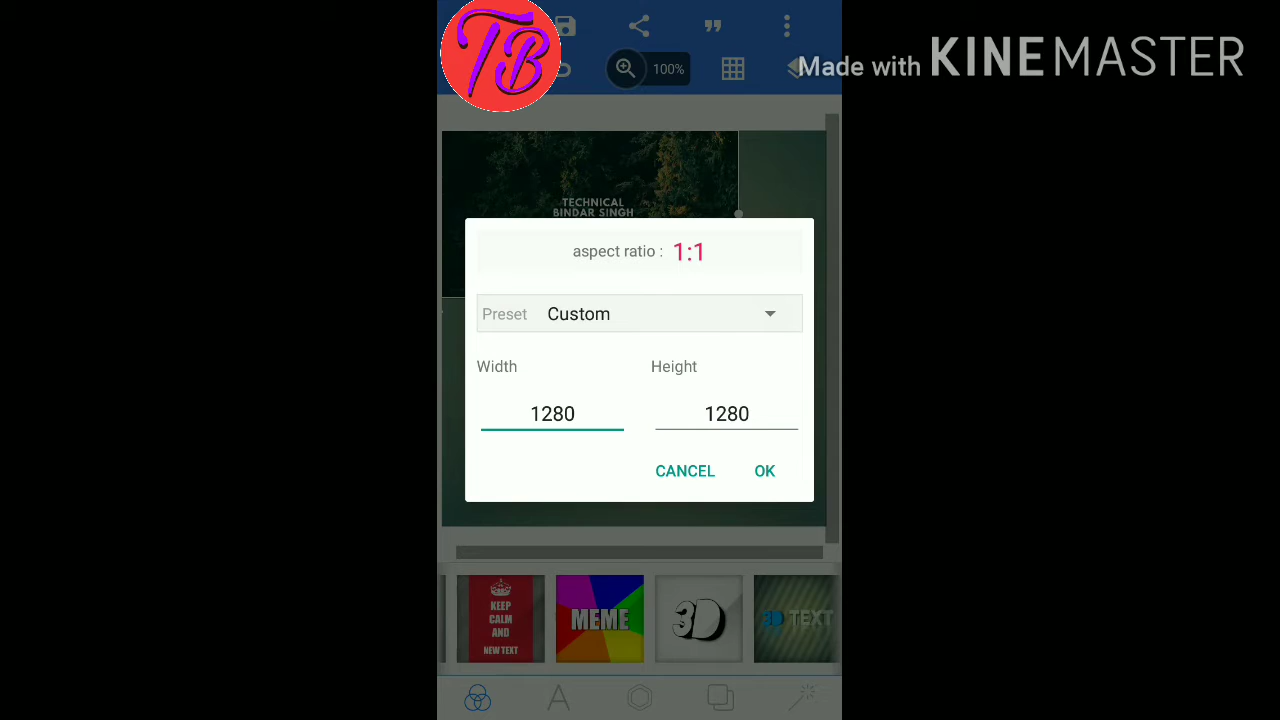 TB
100%
Made with KINEMASTER
TECHNICAL
BINDAR SINGH
aspect ratio : 1:1
Preset Custom
Width Height
1280 1280
CANCEL OK
KEEP
CALM
AND
NEW TEXT
MEME
3D
3D TEXT
A